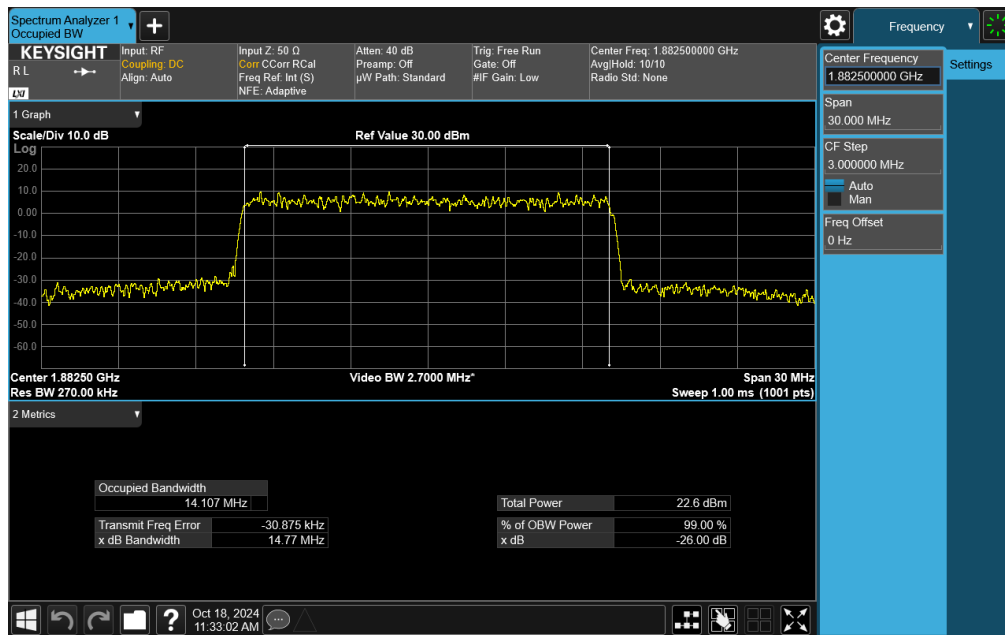 Spectrum Analyzer 1
Occupied BW
Frequency
KEYSIGHT
R L
LXI
Input: RF
Coupling: DC
Align: Auto
Input Z: 50 Ω
Corr CCorr RCal
Freq Ref: Int (S)
NFE: Adaptive
Atten: 40 dB
Preamp: Off
µW Path: Standard
Trig: Free Run
Gate: Off
#IF Gain: Low
Center Freq: 1.882500000 GHz
Avg|Hold: 10/10
Radio Std: None
Center Frequency
1.882500000 GHz
Settings
Span
30.000 MHz
CF Step
3.000000 MHz
Auto
Man
Freq Offset
0 Hz
1 Graph
Scale/Div 10.0 dB
Ref Value 30.00 dBm
Log
20.0
10.0
0.00
-10.0
-20.0
-30.0
-40.0
-50.0
-60.0
Center 1.88250 GHz
Video BW 2.7000 MHz*
Span 30 MHz
Res BW 270.00 kHz
Sweep 1.00 ms (1001 pts)
2 Metrics
Occupied Bandwidth
14.107 MHz
Total Power 22.6 dBm
Transmit Freq Error -30.875 kHz
% of OBW Power 99.00 %
x dB Bandwidth 14.77 MHz
x dB -26.00 dB
?
Oct 18, 2024
11:33:02 AM